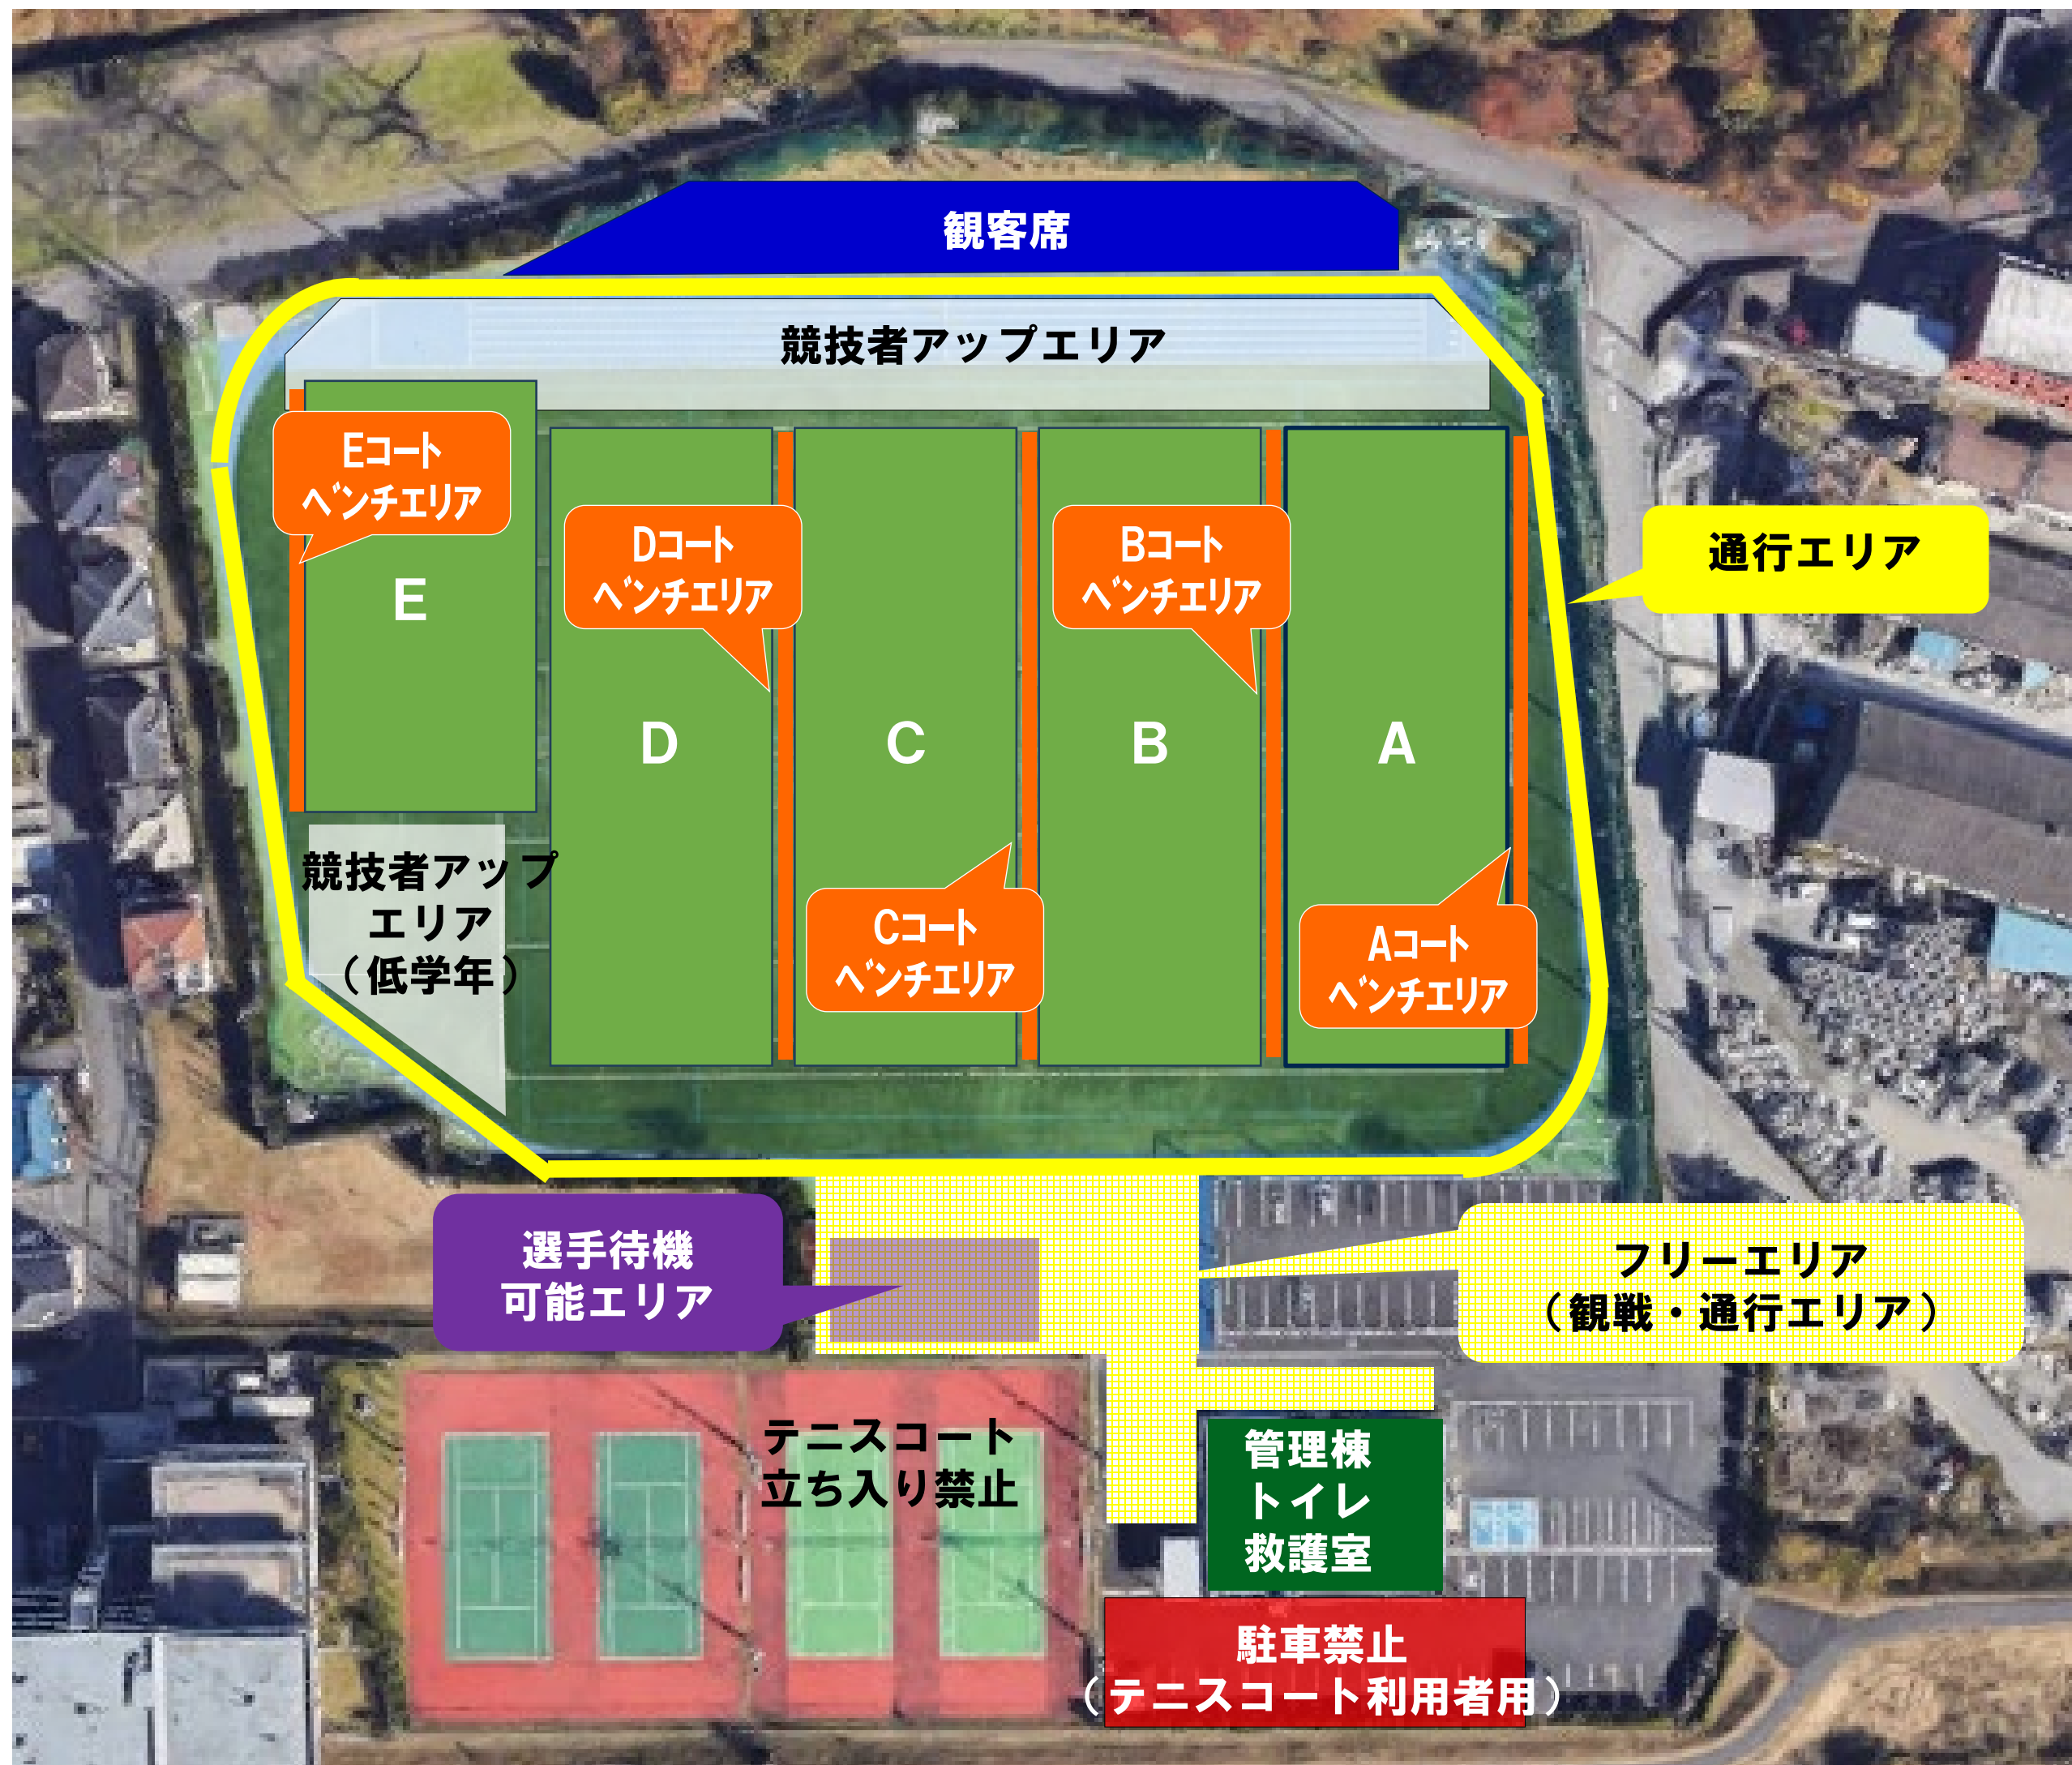 観客席
競技者アップエリア
Eコート
ベンチエリア
Dコート
ベンチエリア
Bコート
ベンチエリア
通行エリア
E
D
C
B
A
競技者アップ
エリア
（低学年）
Cコート
ベンチエリア
Aコート
ベンチエリア
選手待機
可能エリア
フリーエリア
（観戦・通行エリア）
テニスコート
立ち入り禁止
管理棟
トイレ
救護室
駐車禁止
（テニスコート利用者用）